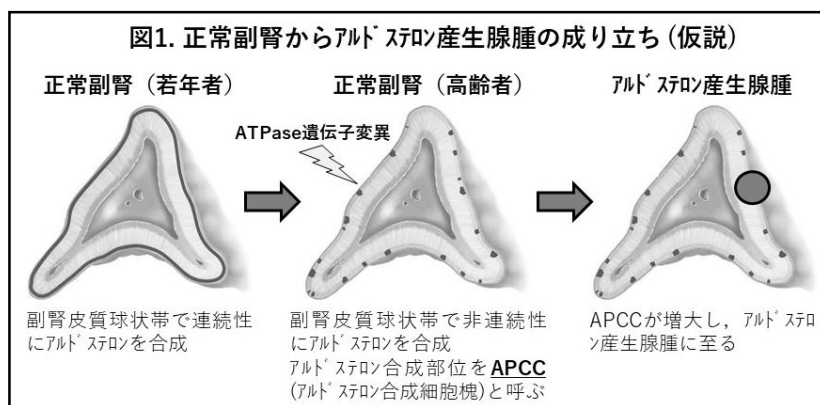 図1. 正常副腎からｱﾙﾄﾞｽﾃﾛﾝ産生腺腫の成り立ち (仮説)
正常副腎（若年者）
正常副腎（高齢者）
ｱﾙﾄﾞｽﾃﾛﾝ産生腺腫
ATPase遺伝子変異
副腎皮質球状帯で連続性
にｱﾙﾄﾞｽﾃﾛﾝを合成
副腎皮質球状帯で非連続性
にｱﾙﾄﾞｽﾃﾛﾝを合成
ｱﾙﾄﾞｽﾃﾛﾝ合成部位をAPCC
(ｱﾙﾄﾞｽﾃﾛﾝ合成細胞塊)と呼ぶ
APCCが増大し，ｱﾙﾄﾞｽﾃﾛ
ﾝ産生腺腫に至る